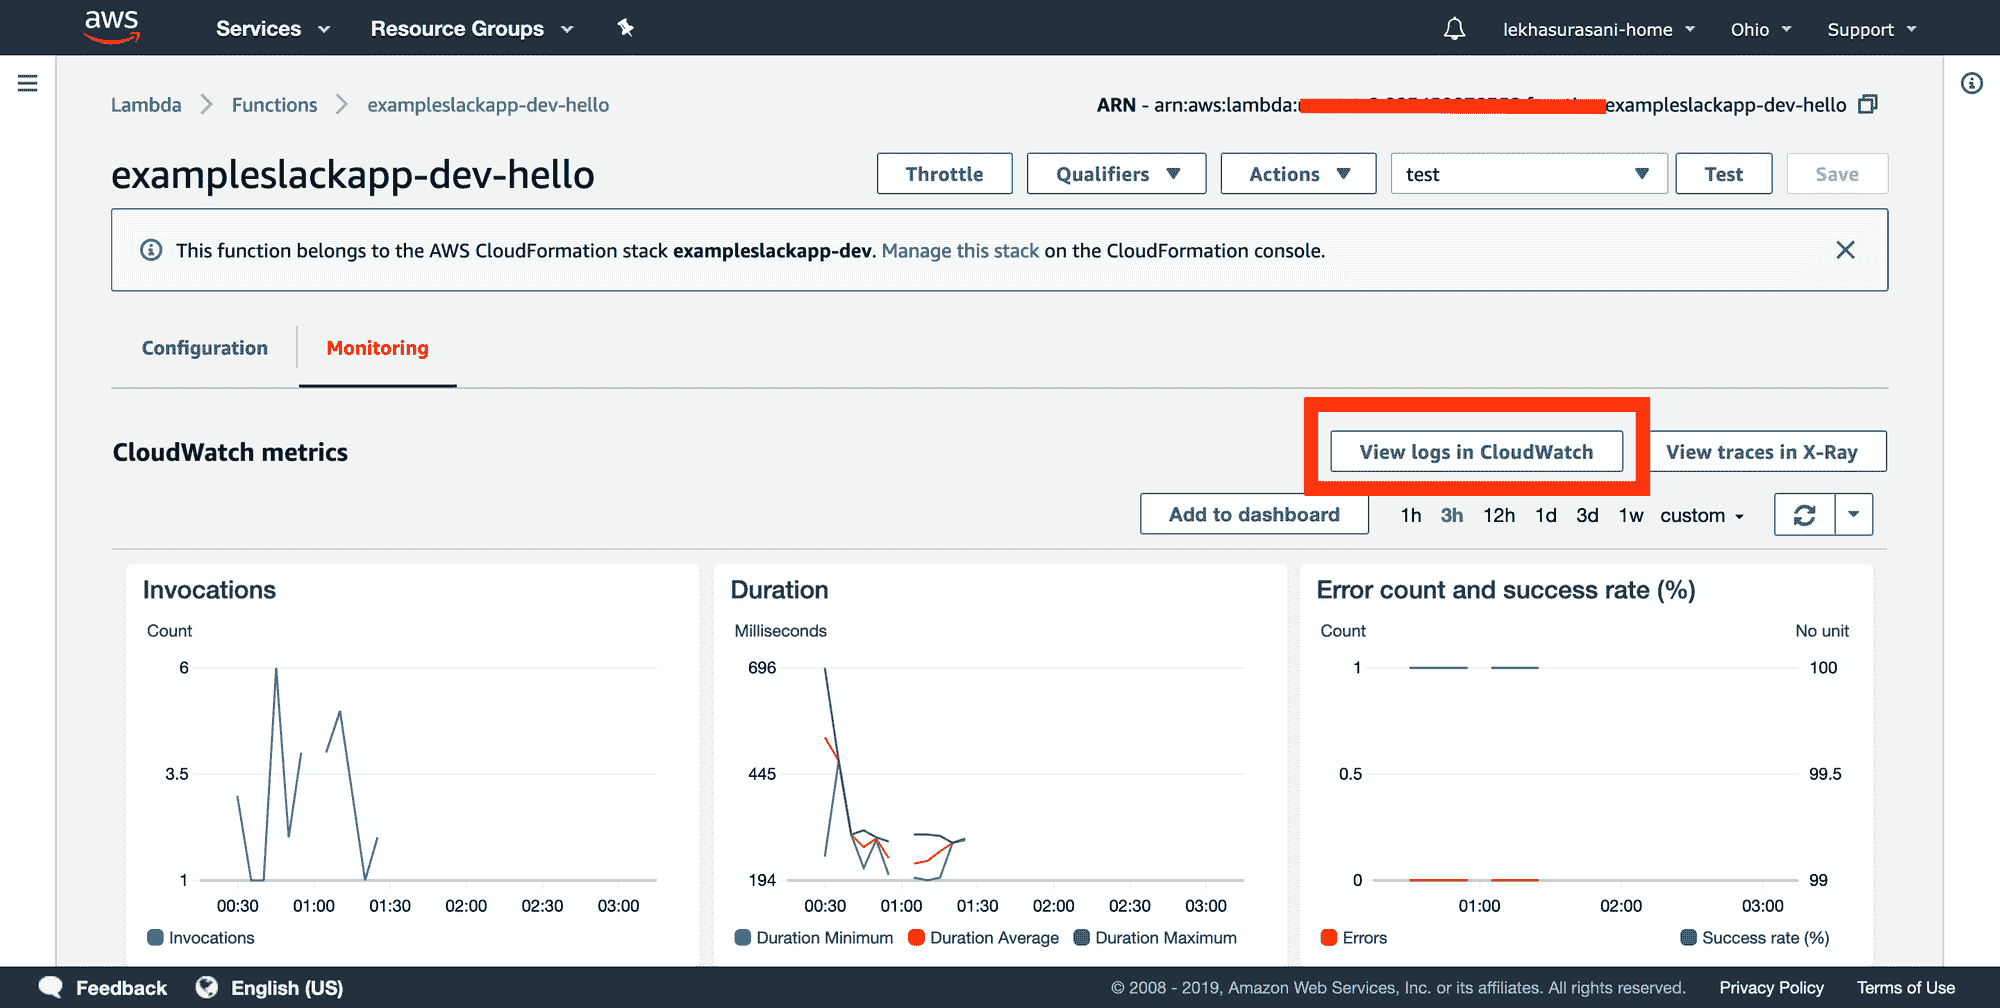 aws Services Resource Groups lekhasurasani-home Ohio Support
Lambda Functions exampleslackapp-dev-hello ARN - arn:aws:lambda: exampleslackapp-dev-hello
exampleslackapp-dev-hello Throttle Qualifiers Actions test Test Save
This function belongs to the AWS CloudFormation stack exampleslackapp-dev. Manage this stack on the CloudFormation console.
Configuration Monitoring
CloudWatch metrics View logs in CloudWatch View traces in X-Ray
Add to dashboard 1h 3h 12h 1d 3d 1w custom
Invocations
Count
6
3.5
1
00:30 01:00 01:30 02:00 02:30 03:00
Invocations
Duration
Milliseconds
696
445
194
00:30 01:00 01:30 02:00 02:30 03:00
Duration Minimum Duration Average Duration Maximum
Error count and success rate (%)
Count No unit
1 100
0.5 99.5
0 99
01:00 02:00 03:00
Errors Success rate (%)
Feedback English (US) © 2008 - 2019, Amazon Web Services, Inc. or its affiliates. All rights reserved. Privacy Policy Terms of Use